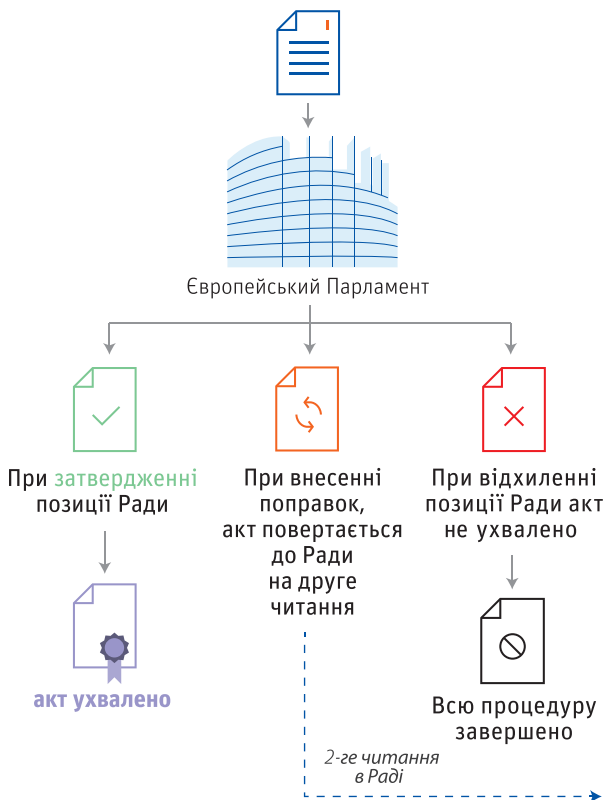 Європейський Парламент
При затвердженні
позиції Ради
акт ухвалено
При внесенні
поправок,
акт повертається
до Ради
на друге
читання
При відхиленні
позиції Ради акт
не ухвалено
Всю процедуру
завершено
2-ге читання
в Раді